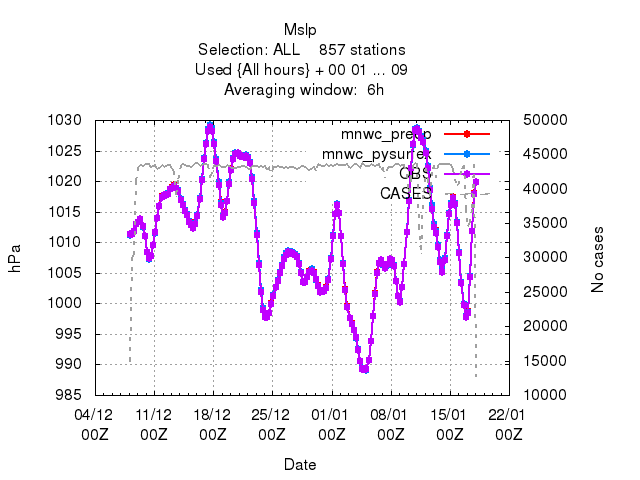 Mslp
Selection: ALL 857 stations
Used {All hours} + 00 01 ... 09
Averaging window: 6h
1030
1025
1020
1015
1010
1005
1000
995
990
985
hPa
50000
45000
40000
35000
30000
25000
20000
15000
10000
No cases
mnwc_preop
mnwc_pysurfex
OBS
CASES
04/12 11/12 18/12 25/12 01/01 08/01 15/01 22/01
00Z 00Z 00Z 00Z 00Z 00Z 00Z 00Z
Date